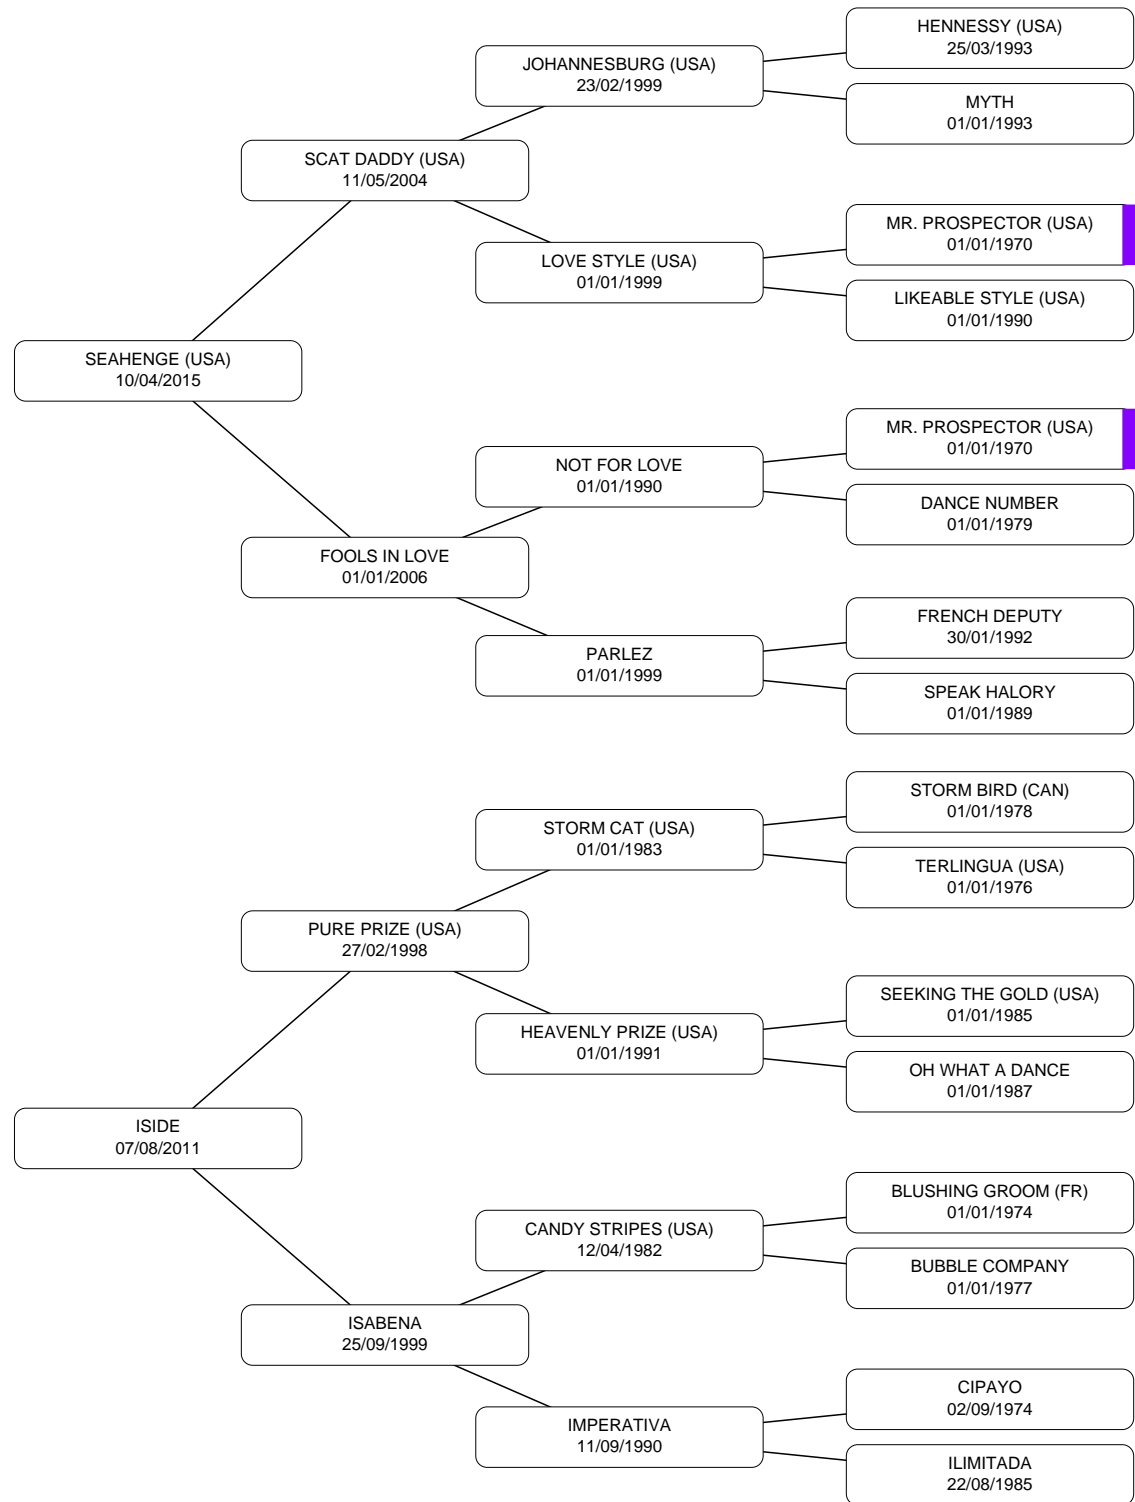 HENNESSY (USA)
25/03/1993
JOHANNESBURG (USA)
23/02/1999
MYTH
01/01/1993
SCAT DADDY (USA)
11/05/2004
MR. PROSPECTOR (USA)
01/01/1970
LOVE STYLE (USA)
01/01/1999
LIKEABLE STYLE (USA)
01/01/1990
SEAHENGE (USA)
10/04/2015
MR. PROSPECTOR (USA)
01/01/1970
NOT FOR LOVE
01/01/1990
DANCE NUMBER
01/01/1979
FOOLS IN LOVE
01/01/2006
FRENCH DEPUTY
30/01/1992
PARLEZ
01/01/1999
SPEAK HALORY
01/01/1989
STORM BIRD (CAN)
01/01/1978
STORM CAT (USA)
01/01/1983
TERLINGUA (USA)
01/01/1976
PURE PRIZE (USA)
27/02/1998
SEEKING THE GOLD (USA)
01/01/1985
HEAVENLY PRIZE (USA)
01/01/1991
OH WHAT A DANCE
01/01/1987
ISIDE
07/08/2011
BLUSHING GROOM (FR)
01/01/1974
CANDY STRIPES (USA)
12/04/1982
BUBBLE COMPANY
01/01/1977
ISABENA
25/09/1999
CIPAYO
02/09/1974
IMPERATIVA
11/09/1990
ILIMITADA
22/08/1985